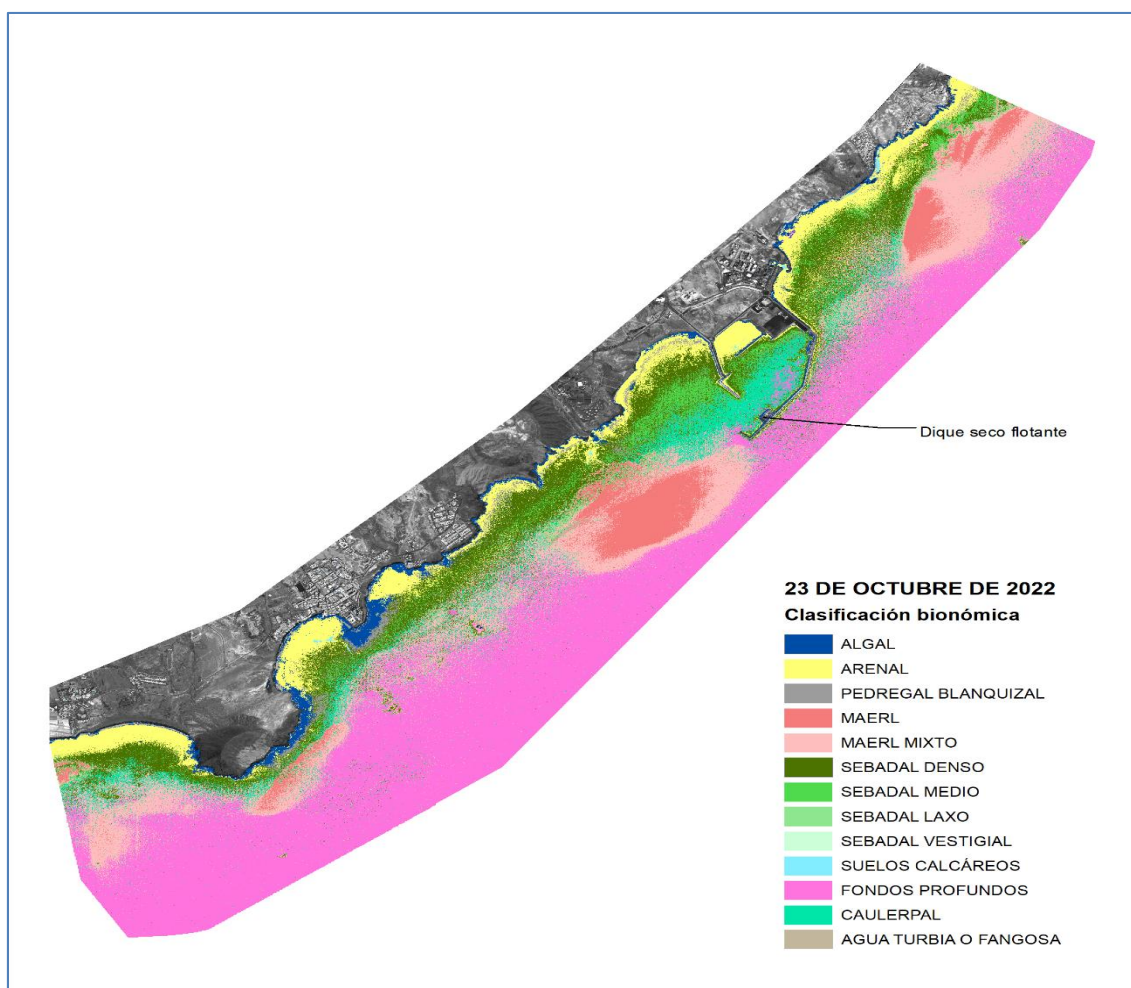 Dique seco flotante
23 DE OCTUBRE DE 2022
Clasificación bionómica
ALGAL
ARENAL
PEDREGAL BLANQUIZAL
MAERL
MAERL MIXTO
SEBADAL DENSO
SEBADAL MEDIO
SEBADAL LAXO
SEBADAL VESTIGIAL
SUELOS CALCÁREOS
FONDOS PROFUNDOS
CAULERPAL
AGUA TURBIA O FANGOSA